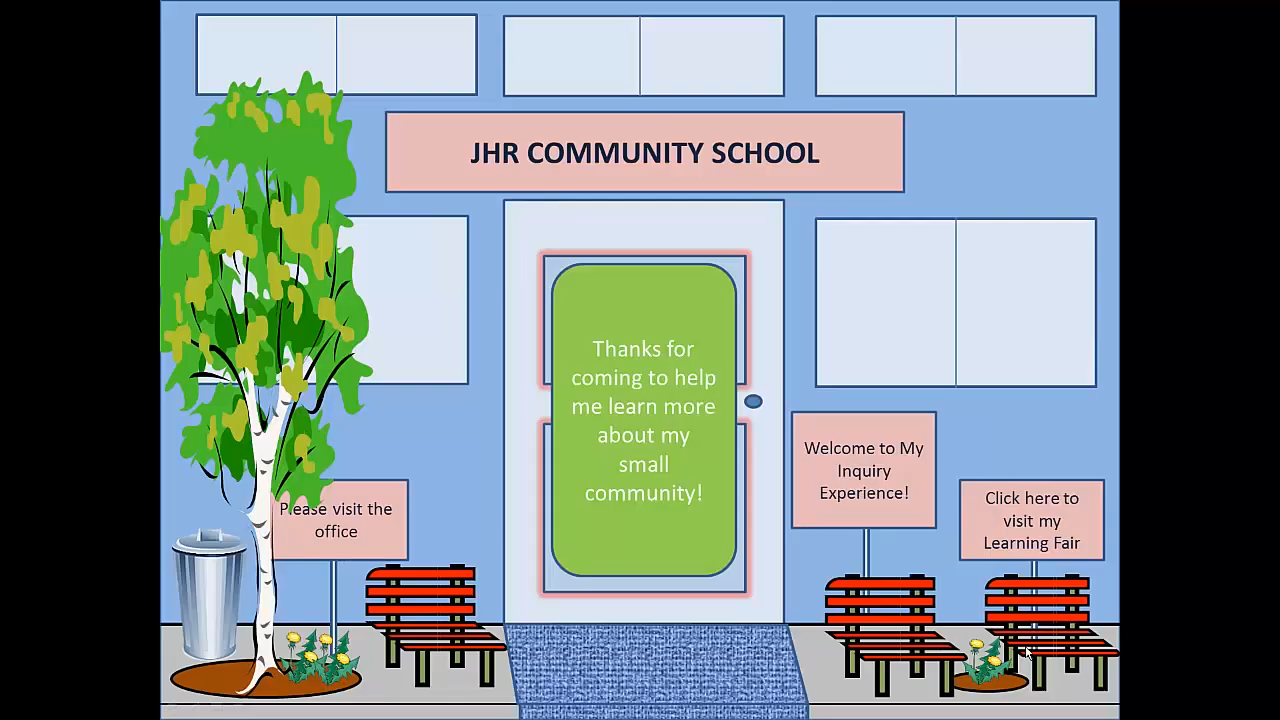 JHR COMMUNITY SCHOOL
Thanks for
coming to help
me learn more
about my
small
community!
Welcome to My
Inquiry
Experience!
Click here to
visit my
Learning Fair
Please visit the
office